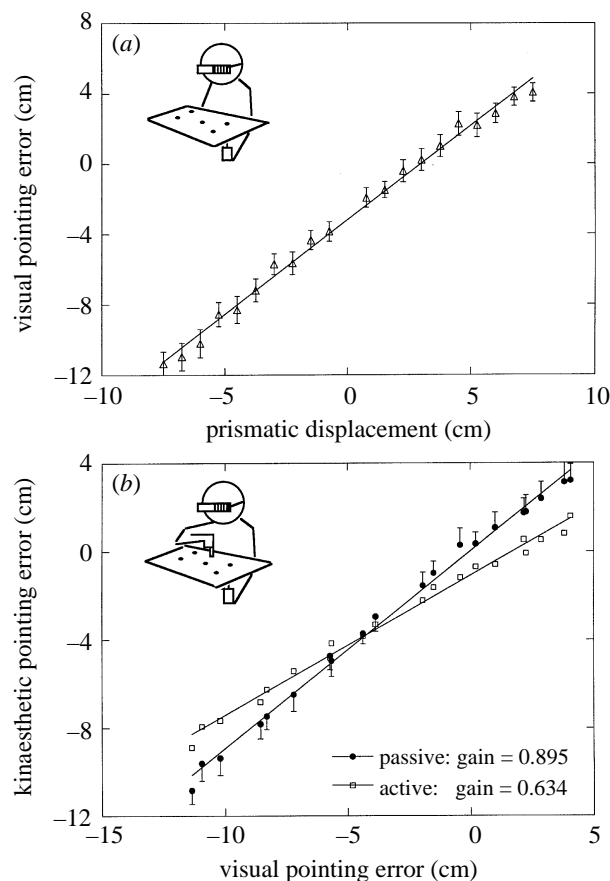 (a)
8
4
0
−4
−8
−12
visual pointing error (cm)
−10 −5 0 5 10
prismatic displacement (cm)
(b)
4
0
−4
−8
−12
kinaesthetic pointing error (cm)
passive: gain = 0.895
active: gain = 0.634
−15 −10 −5 0 5
visual pointing error (cm)